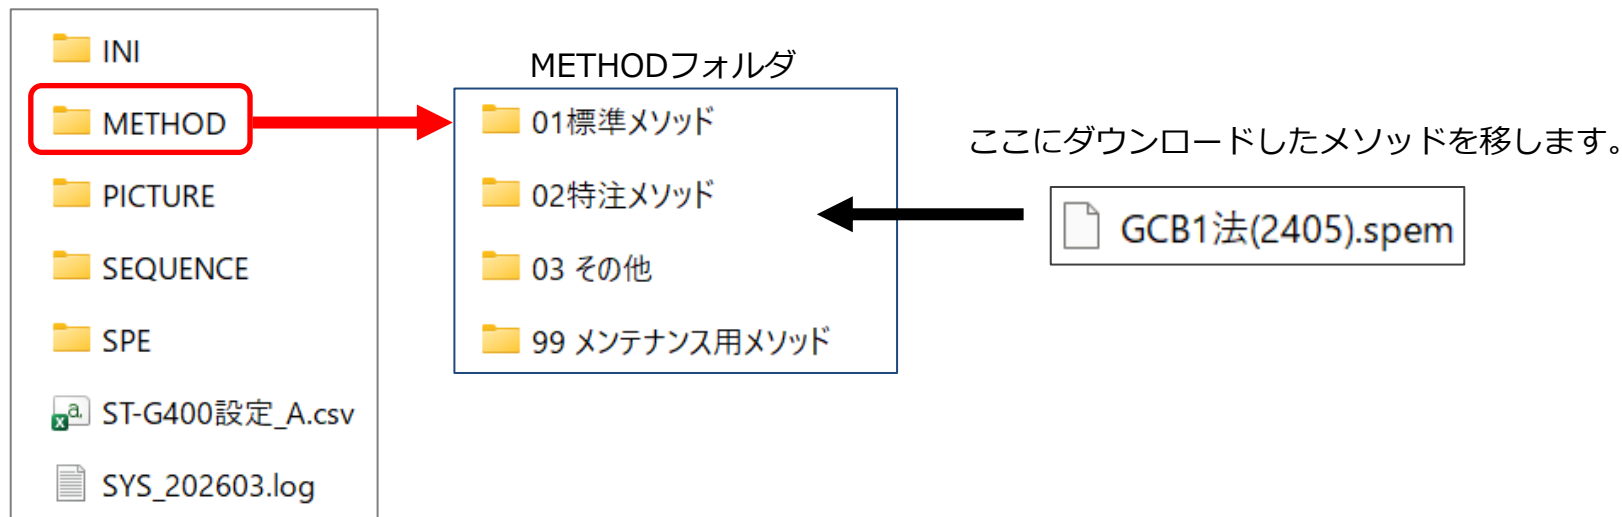 INI
METHOD
PICTURE
SEQUENCE
SPE
ST-G400設定_A.csv
SYS_202603.log
METHODフォルダ
01標準メソッド
02特注メソッド
03 その他
99 メンテナンス用メソッド
ここにダウンロードしたメソッドを移します。
GCB1法(2405).spem